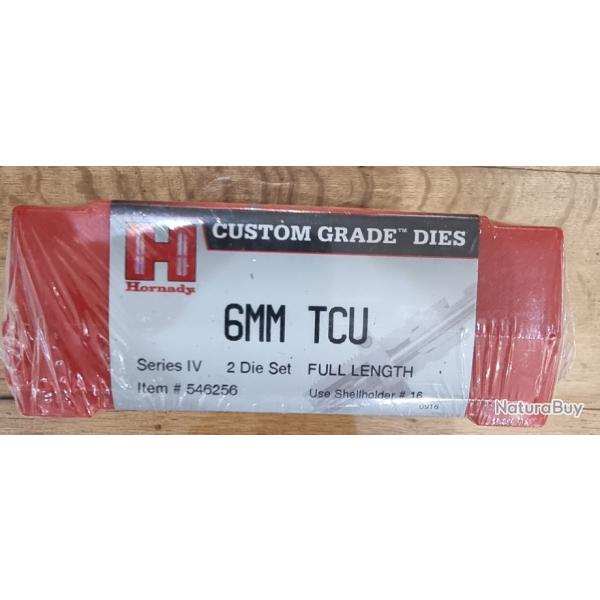 CUSTOM GRADE™ DIES
H
Hornady
6MM TCU
Series IV 2 Die Set FULL LENGTH
Item # 546256
Use Shellholder # 16
0916
NaturaBuy